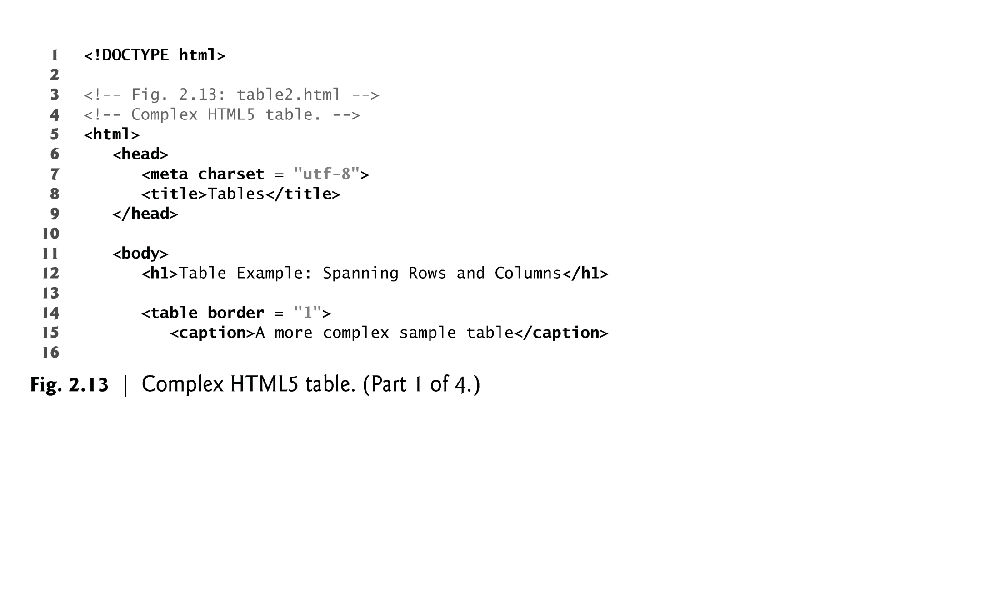 1 <!DOCTYPE html>
2
3 <!-- Fig. 2.13: table2.html -->
4 <!-- Complex HTML5 table. -->
5 <html>
6    <head>
7       <meta charset = "utf-8">
8       <title>Tables</title>
9    </head>
10
11    <body>
12       <h1>Table Example: Spanning Rows and Columns</h1>
13
14       <table border = "1">
15          <caption>A more complex sample table</caption>
16
Fig. 2.13 | Complex HTML5 table. (Part 1 of 4.)